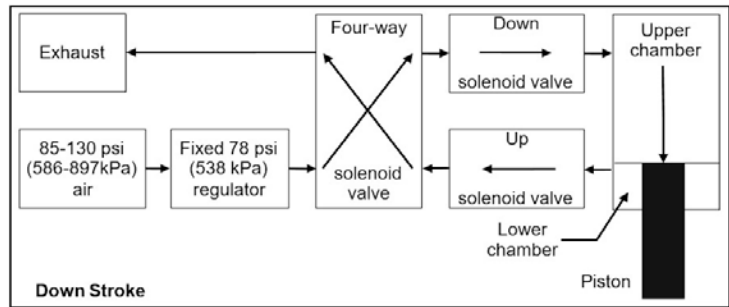 Exhaust
Four-way
solenoid valve
Down
solenoid valve
Upper
chamber
85-130 psi
(586-897kPa)
air
Fixed 78 psi
(538 kPa)
regulator
Up
solenoid valve
Lower
chamber
Piston
Down Stroke